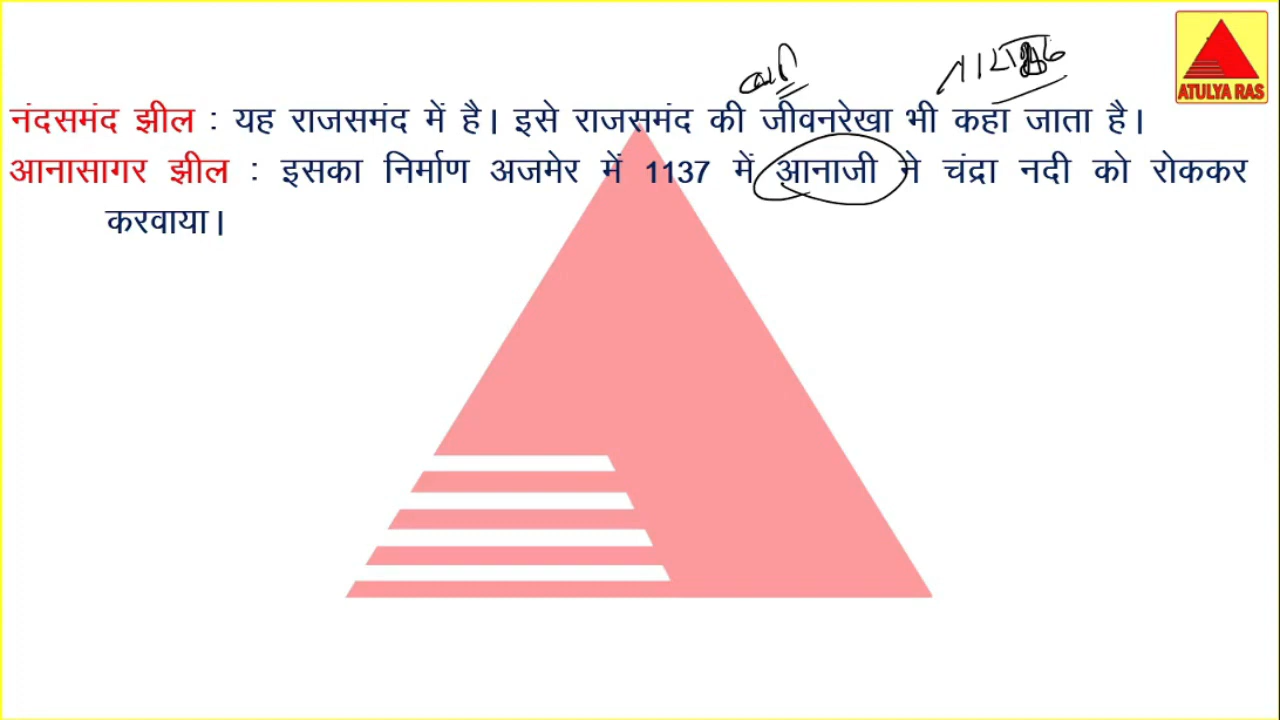 नंदसमंद झील : यह राजसमंद में है। इसे राजसमंद की जीवनरेखा भी कहा जाता है।
आनासागर झील : इसका निर्माण अजमेर में 1137 में आनाजी ने चंद्रा नदी को रोककर
करवाया।
ATULYA RAS